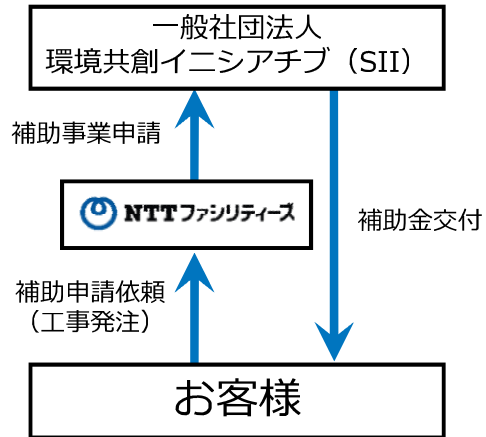 一般社団法人
環境共創イニシアチブ（SII）
補助事業申請
NTTファシリティーズ
補助金交付
補助申請依頼
（工事発注）
お客様